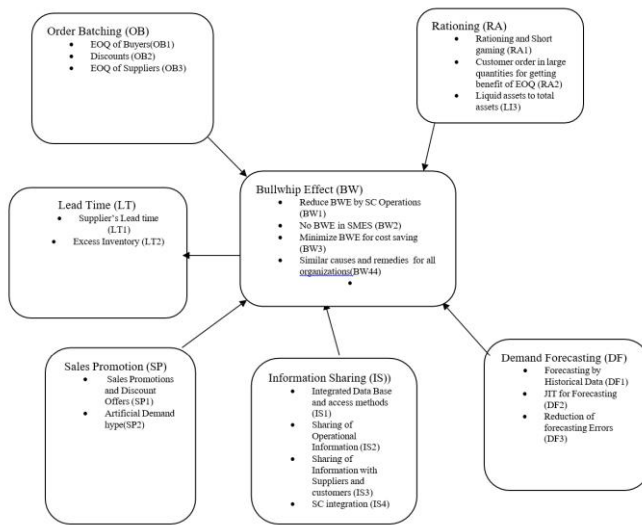 Order Batching (OB)
• EOQ of Buyers(OB1)
• Discounts (OB2)
• EOQ of Suppliers (OB3)
Rationing (RA)
• Rationing and Short
gaming (RA1)
• Customer order in large
quantities for getting
benefit of EOQ (RA2)
• Liquid assets to total
assets (LI3)
Bullwhip Effect (BW)
• Reduce BWE by SC Operations
(BW1)
• No BWE in SMES (BW2)
• Minimize BWE for cost saving
(BW3)
• Similar causes and remedies for all
organizations(BW44)
•
Lead Time (LT)
• Supplier's Lead time
(LT1)
• Excess Inventory (LT2)
Sales Promotion (SP)
• Sales Promotions
and Discount
Offers (SP1)
• Artificial Demand
hype(SP2)
Information Sharing (IS))
• Integrated Data Base
and access methods
(IS1)
• Sharing of
Operational
Information (IS2)
• Sharing of
Information with
Suppliers and
customers (IS3)
• SC integration (IS4)
Demand Forecasting (DF)
• Forecasting by
Historical Data (DF1)
• JIT for Forecasting
(DF2)
• Reduction of
forecasting Errors
(DF3)